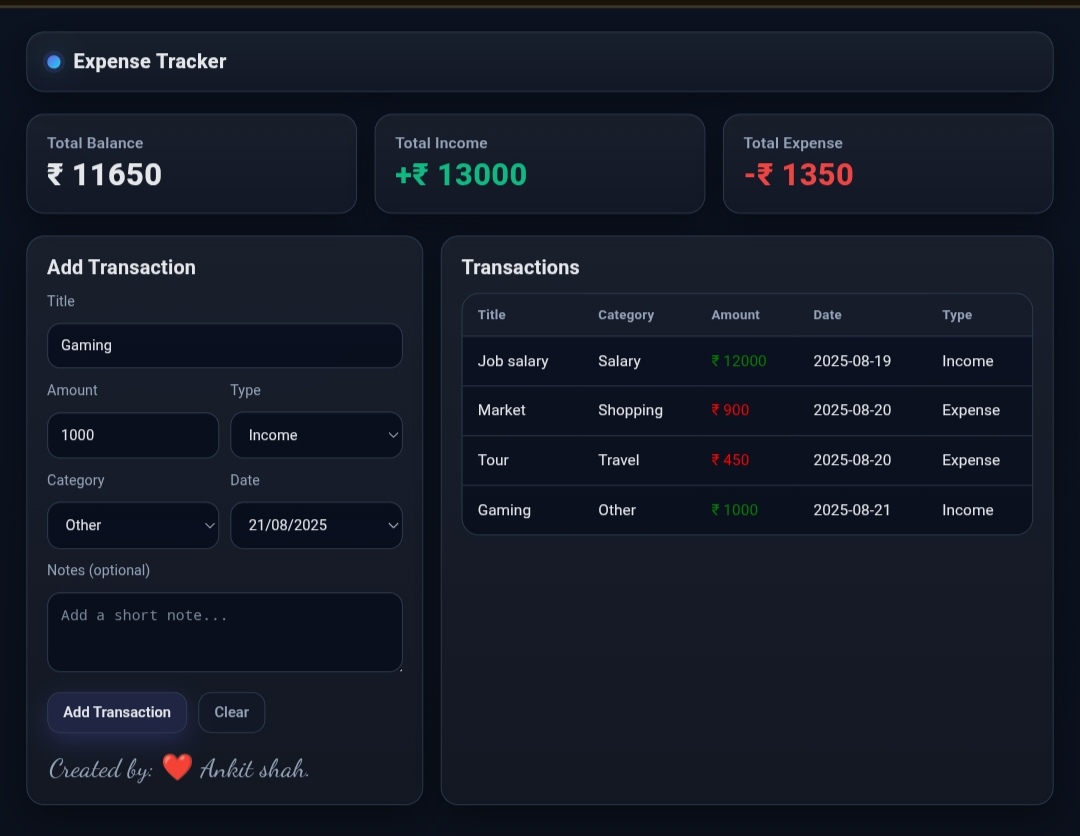 Expense Tracker
Total Balance
₹ 11650
Total Income
+₹ 13000
Total Expense
-₹ 1350
Add Transaction
Title
Gaming
Amount Type
1000 Income
Category Date
Other 21/08/2025
Notes (optional)
Add a short note...
Add Transaction Clear
Created by: ❤️ Ankit shah.
Transactions
Title Category Amount Date Type
Job salary Salary ₹ 12000 2025-08-19 Income
Market Shopping ₹ 900 2025-08-20 Expense
Tour Travel ₹ 450 2025-08-20 Expense
Gaming Other ₹ 1000 2025-08-21 Income